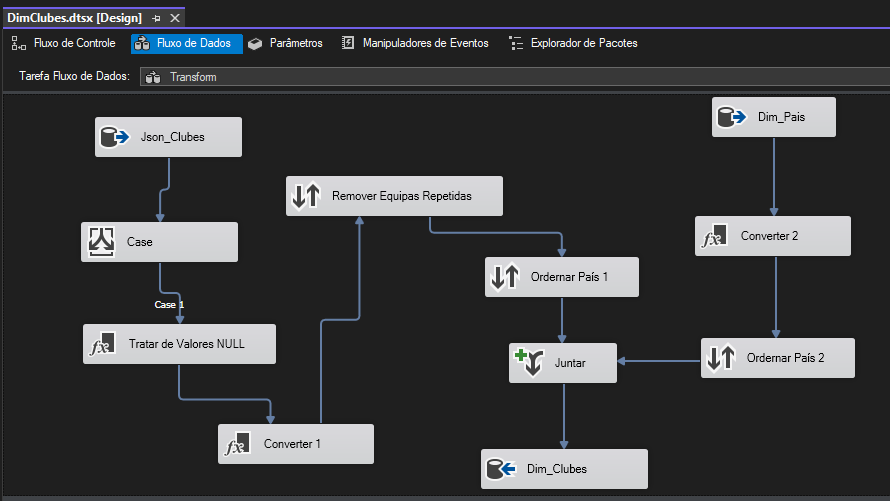 DimClubes.dtsx [Design]
Fluxo de Controle
Fluxo de Dados
Parâmetros
Manipuladores de Eventos
Explorador de Pacotes
Tarefa Fluxo de Dados:
Transform
Json_Clubes
Dim_Pais
Remover Equipas Repetidas
Case
Converter 2
Ordernar País 1
Case 1
Tratar de Valores NULL
Juntar
Ordernar País 2
Converter 1
Dim_Clubes